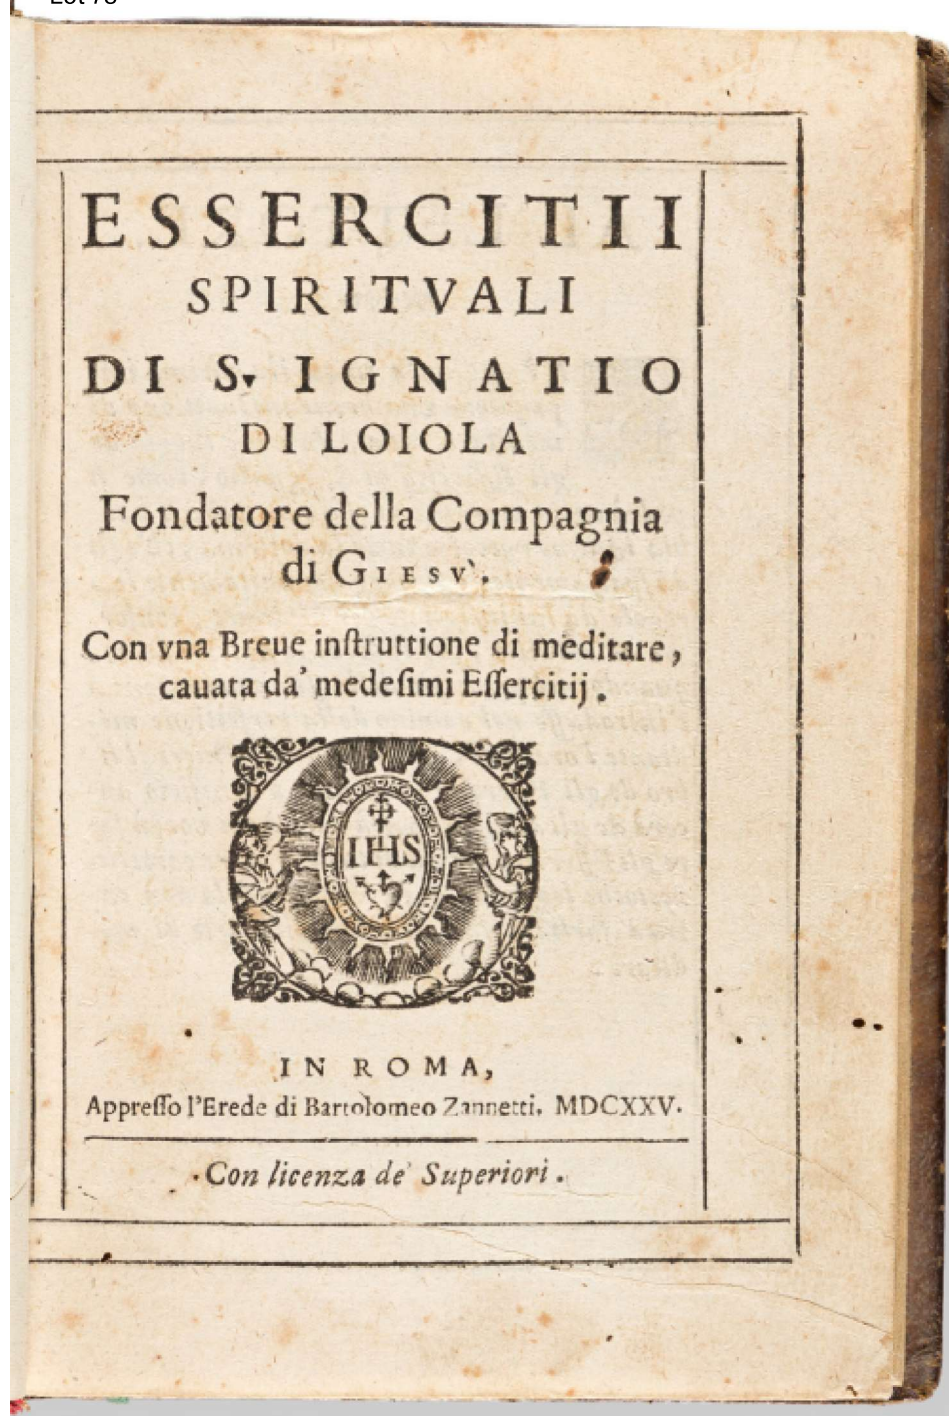 ESSERCITII
SPIRITVALI
DI S. IGNATIO
DI LOIOLA
Fondatore della Compagnia
di GIESV`.
Con vna Breue inſtruttione di meditare,
cauata da' medeſimi Eſſercitij.
IHS
IN ROMA,
Appreſſo l'Erede di Bartolomeo Zannetti. MDCXXV.
Con licenza de' Superiori.